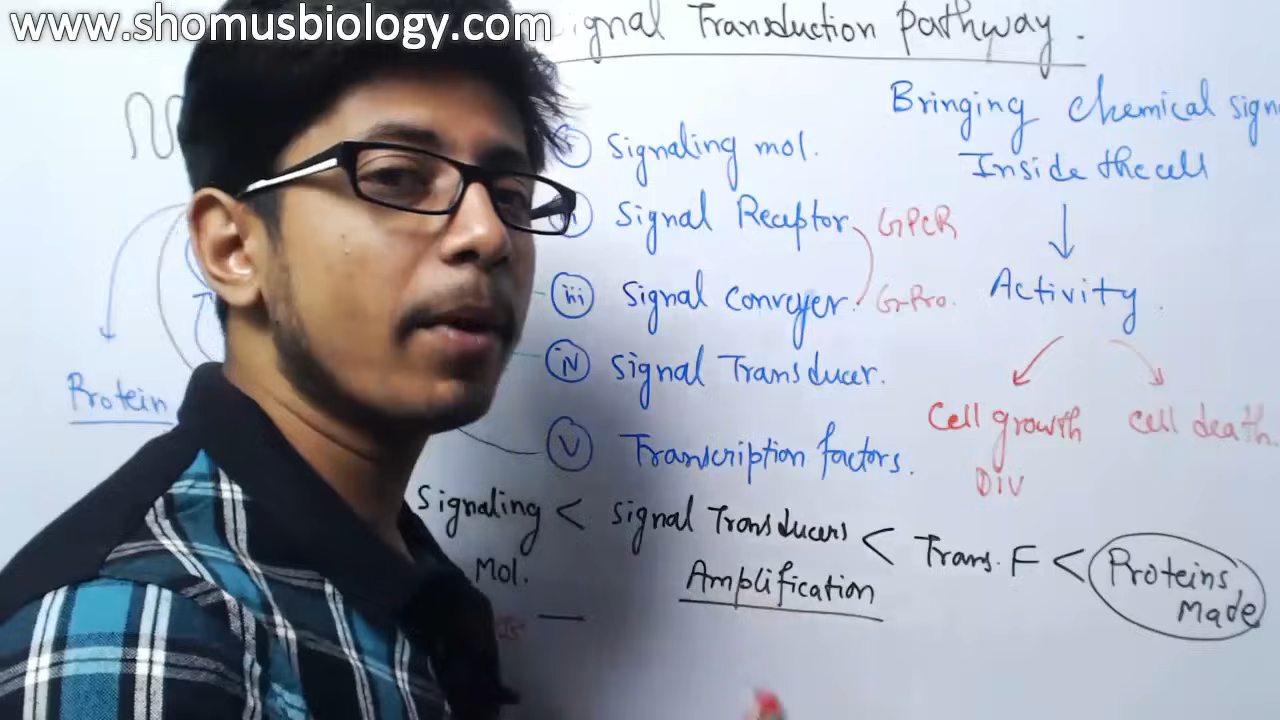 www.shomusbiology.com
ignal Transduction pathway.
Bringing chemical sign
Inside the cell
Activity.
Cell growth
Div
cell death.
Signaling mol.
Signal Receptor
GPCR
iii Signal Conveyer.
G-Pro.
iv Signal Transducer.
v Transcription factors.
Protein
Signaling < Signal Transducers < Trans. F < Proteins
Mol.
Amplification
Made